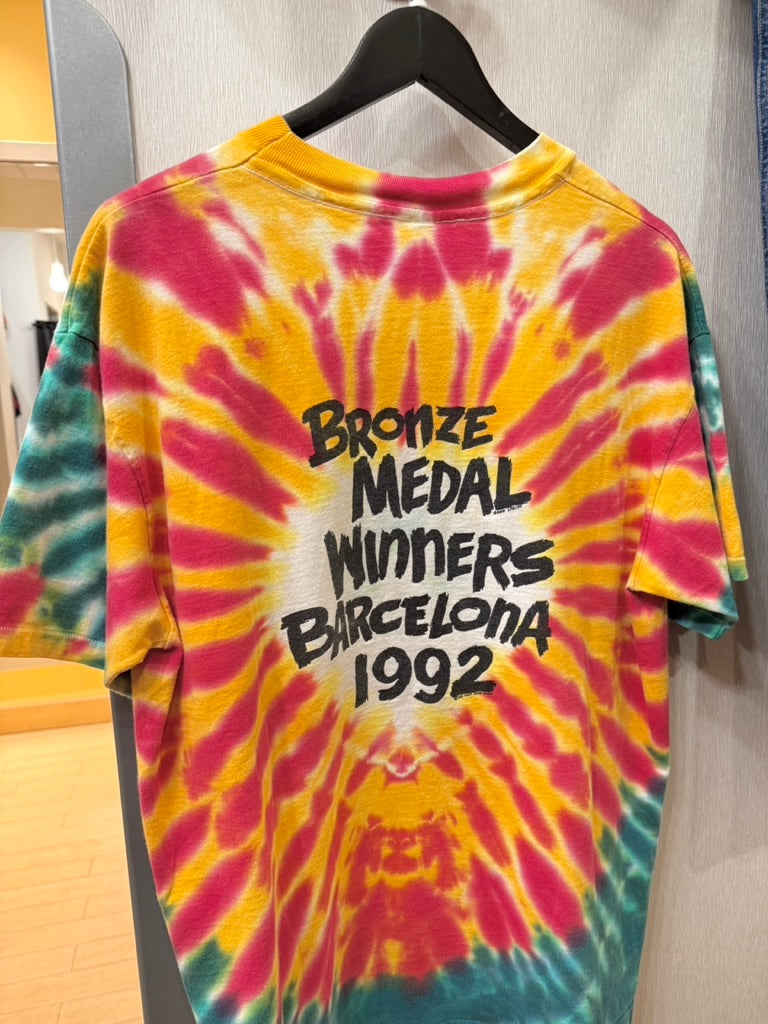 BRONZE
MEDAL
WINNERS
BARCELONA
1992